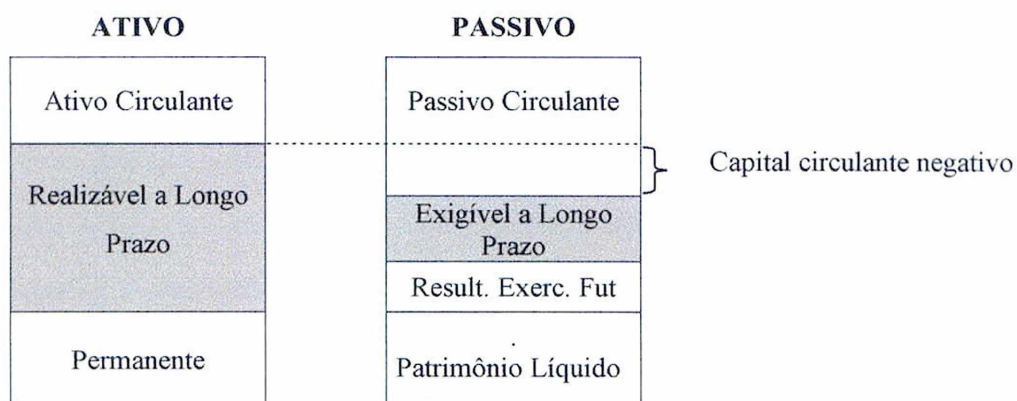 ATIVO
PASSIVO
Ativo Circulante
Passivo Circulante
Capital circulante negativo
Realizável a Longo
Prazo
Exigível a Longo
Prazo
Result. Exerc. Fut
Permanente
Patrimônio Líquido